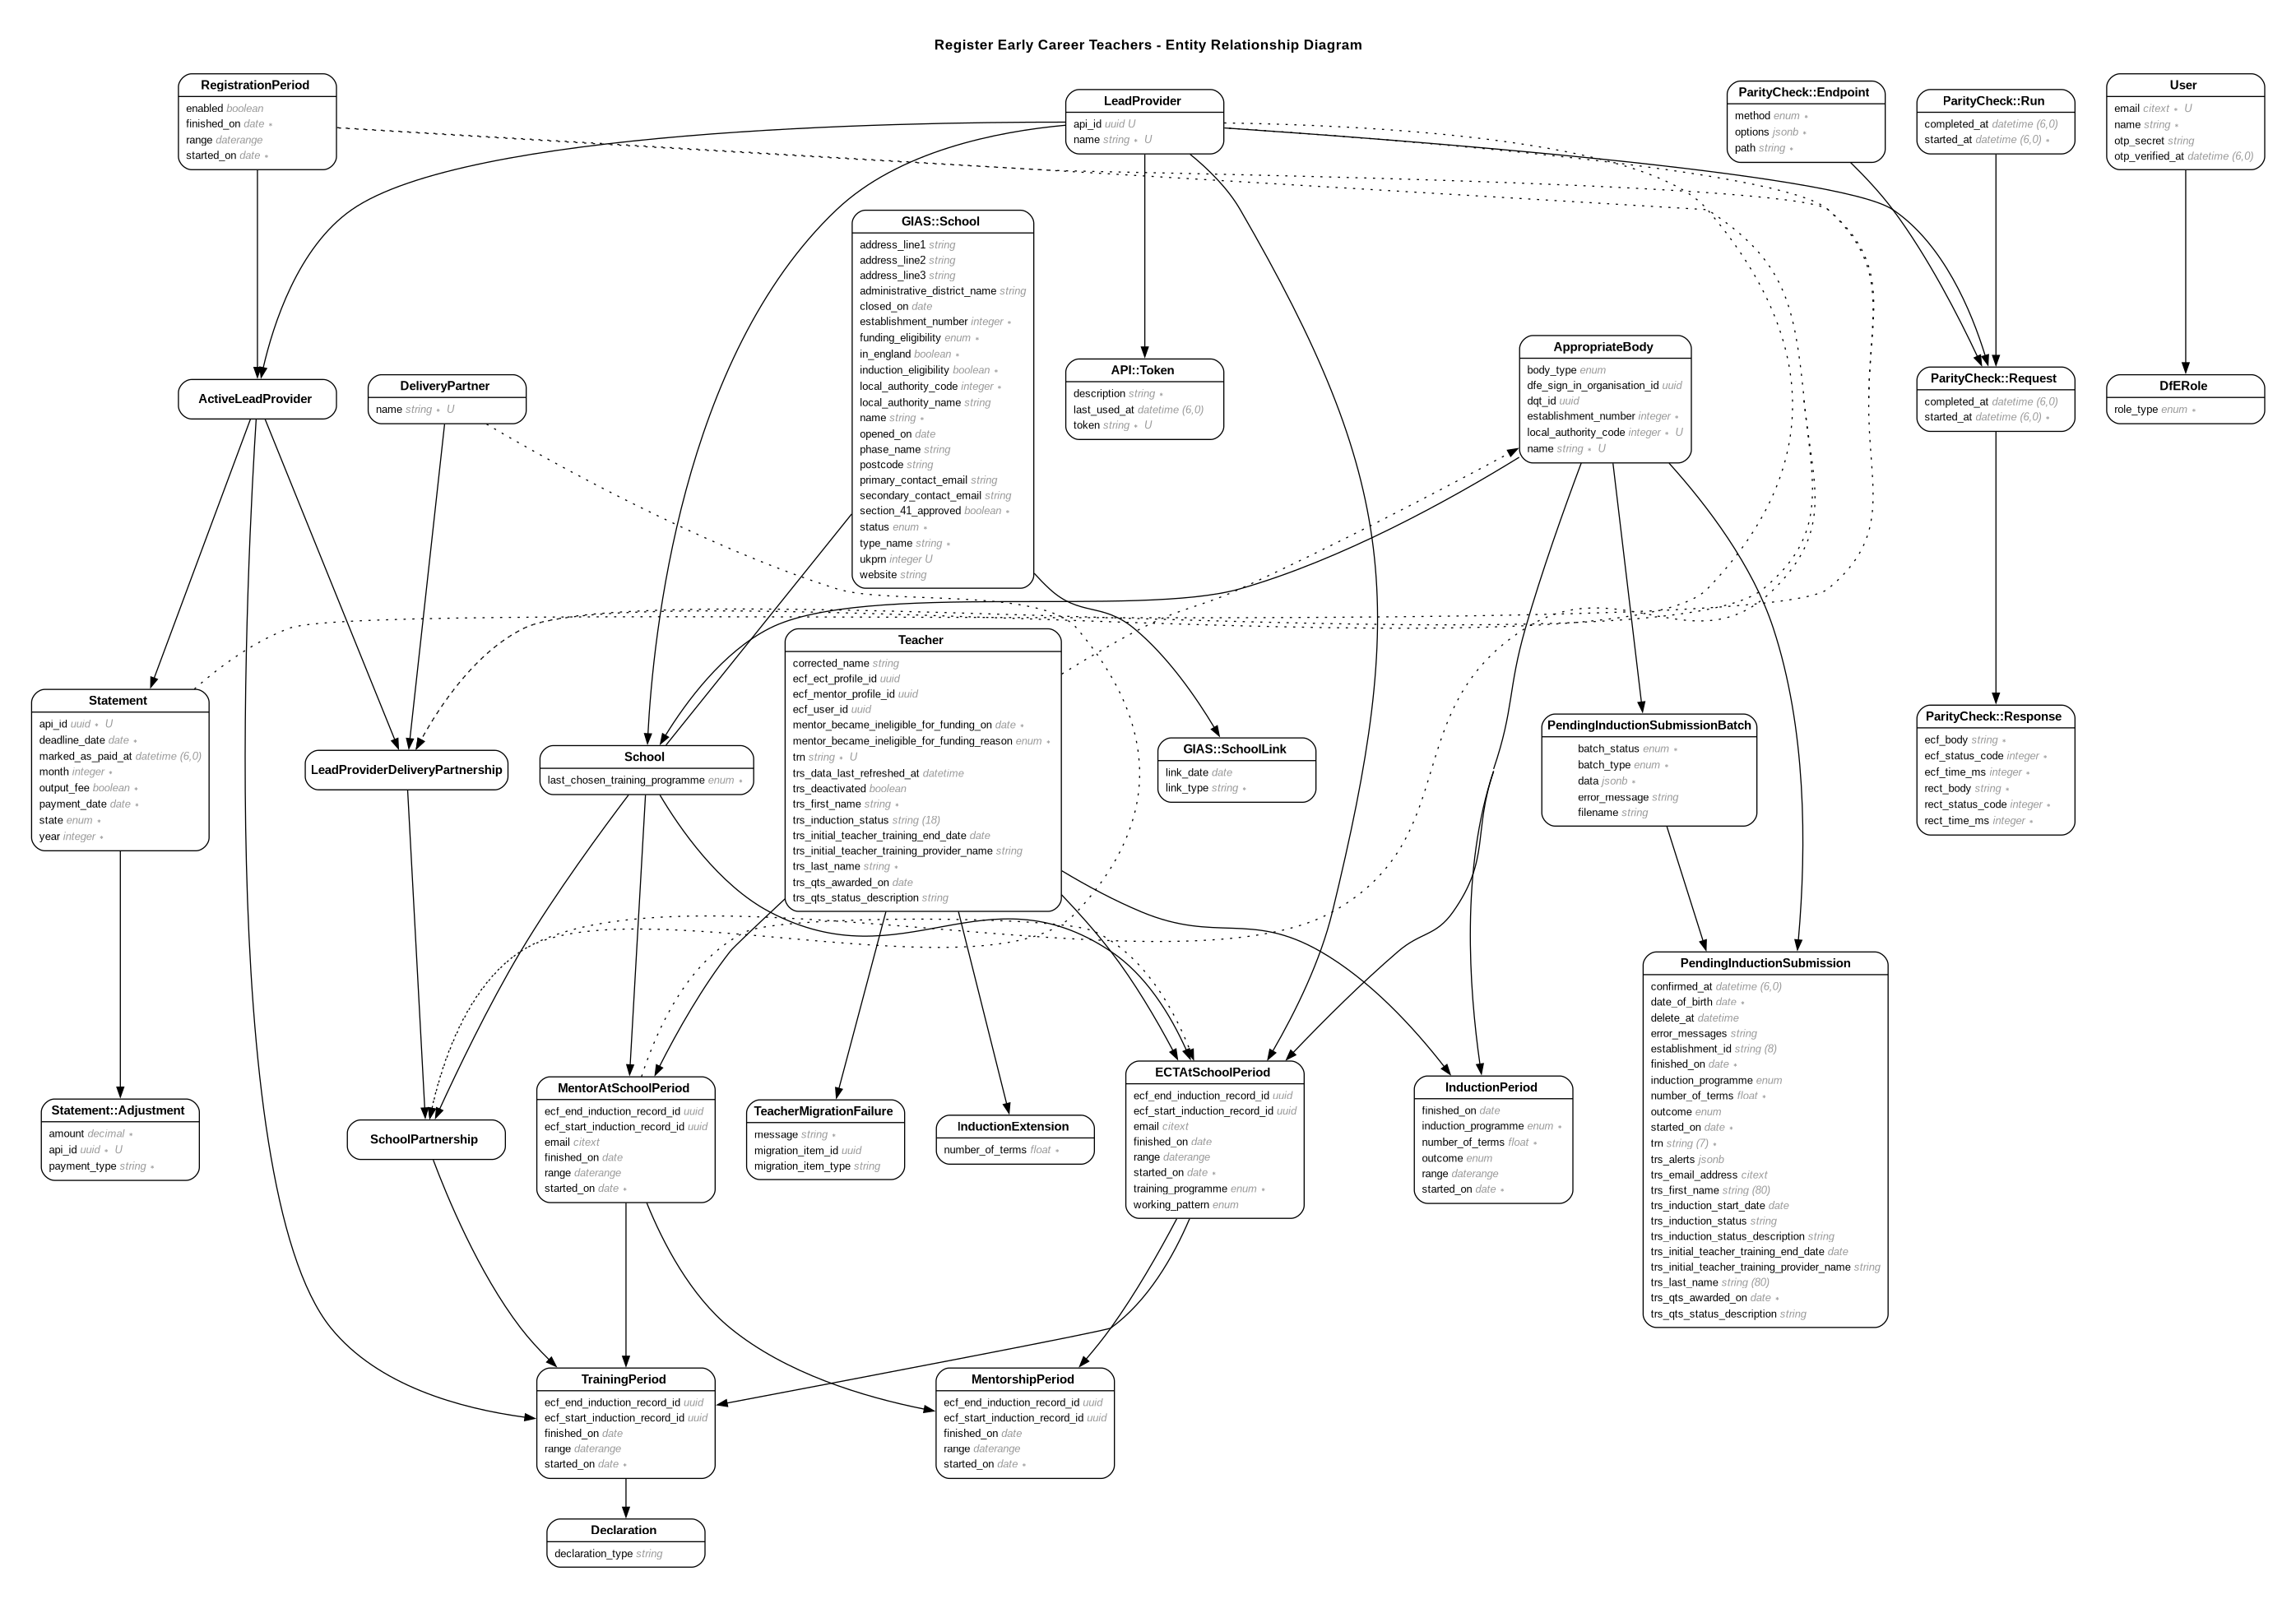 Register Early Career Teachers - Entity Relationship Diagram
RegistrationPeriod
enabled boolean
finished_on date ∗
range daterange
started_on date ∗
LeadProvider
api_id uuid U
name string ∗ U
ParityCheck::Endpoint
method enum ∗
options jsonb ∗
path string ∗
ParityCheck::Run
completed_at datetime (6,0)
started_at datetime (6,0) ∗
User
email citext ∗ U
name string ∗
otp_secret string
otp_verified_at datetime (6,0)
GIAS::School
address_line1 string
address_line2 string
address_line3 string
administrative_district_name string
closed_on date
establishment_number integer ∗
funding_eligibility enum ∗
in_england boolean ∗
induction_eligibility boolean ∗
local_authority_code integer ∗
local_authority_name string
name string ∗
opened_on date
phase_name string
postcode string
primary_contact_email string
secondary_contact_email string
section_41_approved boolean ∗
status enum ∗
type_name string ∗
ukprn integer U
website string
ActiveLeadProvider
DeliveryPartner
name string ∗ U
API::Token
description string ∗
last_used_at datetime (6,0)
token string ∗ U
AppropriateBody
body_type enum
dfe_sign_in_organisation_id uuid
dqt_id uuid
establishment_number integer ∗
local_authority_code integer ∗ U
name string ∗ U
ParityCheck::Request
completed_at datetime (6,0)
started_at datetime (6,0) ∗
DfERole
role_type enum ∗
Teacher
corrected_name string
ecf_ect_profile_id uuid
ecf_mentor_profile_id uuid
ecf_user_id uuid
mentor_became_ineligible_for_funding_on date ∗
mentor_became_ineligible_for_funding_reason enum ∗
trn string ∗ U
trs_data_last_refreshed_at datetime
trs_deactivated boolean
trs_first_name string ∗
trs_induction_status string (18)
trs_initial_teacher_training_end_date date
trs_initial_teacher_training_provider_name string
trs_last_name string ∗
trs_qts_awarded_on date
trs_qts_status_description string
Statement
api_id uuid ∗ U
deadline_date date ∗
marked_as_paid_at datetime (6,0)
month integer ∗
output_fee boolean ∗
payment_date date ∗
state enum ∗
year integer ∗
LeadProviderDeliveryPartnership
School
last_chosen_training_programme enum ∗
GIAS::SchoolLink
link_date date
link_type string ∗
PendingInductionSubmissionBatch
batch_status enum ∗
batch_type enum ∗
data jsonb ∗
error_message string
filename string
ParityCheck::Response
ecf_body string ∗
ecf_status_code integer ∗
ecf_time_ms integer ∗
rect_body string ∗
rect_status_code integer ∗
rect_time_ms integer ∗
PendingInductionSubmission
confirmed_at datetime (6,0)
date_of_birth date ∗
delete_at datetime
error_messages string
establishment_id string (8)
finished_on date ∗
induction_programme enum
number_of_terms float ∗
outcome enum
started_on date ∗
trn string (7) ∗
trs_alerts jsonb
trs_email_address citext
trs_first_name string (80)
trs_induction_start_date date
trs_induction_status string
trs_induction_status_description string
trs_initial_teacher_training_end_date date
trs_initial_teacher_training_provider_name string
trs_last_name string (80)
trs_qts_awarded_on date ∗
trs_qts_status_description string
Statement::Adjustment
amount decimal ∗
api_id uuid ∗ U
payment_type string ∗
SchoolPartnership
MentorAtSchoolPeriod
ecf_end_induction_record_id uuid
ecf_start_induction_record_id uuid
email citext
finished_on date
range daterange
started_on date ∗
TeacherMigrationFailure
message string ∗
migration_item_id uuid
migration_item_type string
InductionExtension
number_of_terms float ∗
ECTAtSchoolPeriod
ecf_end_induction_record_id uuid
ecf_start_induction_record_id uuid
email citext
finished_on date
range daterange
started_on date ∗
training_programme enum ∗
working_pattern enum
InductionPeriod
finished_on date
induction_programme enum ∗
number_of_terms float ∗
outcome enum
range daterange
started_on date ∗
TrainingPeriod
ecf_end_induction_record_id uuid
ecf_start_induction_record_id uuid
finished_on date
range daterange
started_on date ∗
MentorshipPeriod
ecf_end_induction_record_id uuid
ecf_start_induction_record_id uuid
finished_on date
range daterange
started_on date ∗
Declaration
declaration_type string